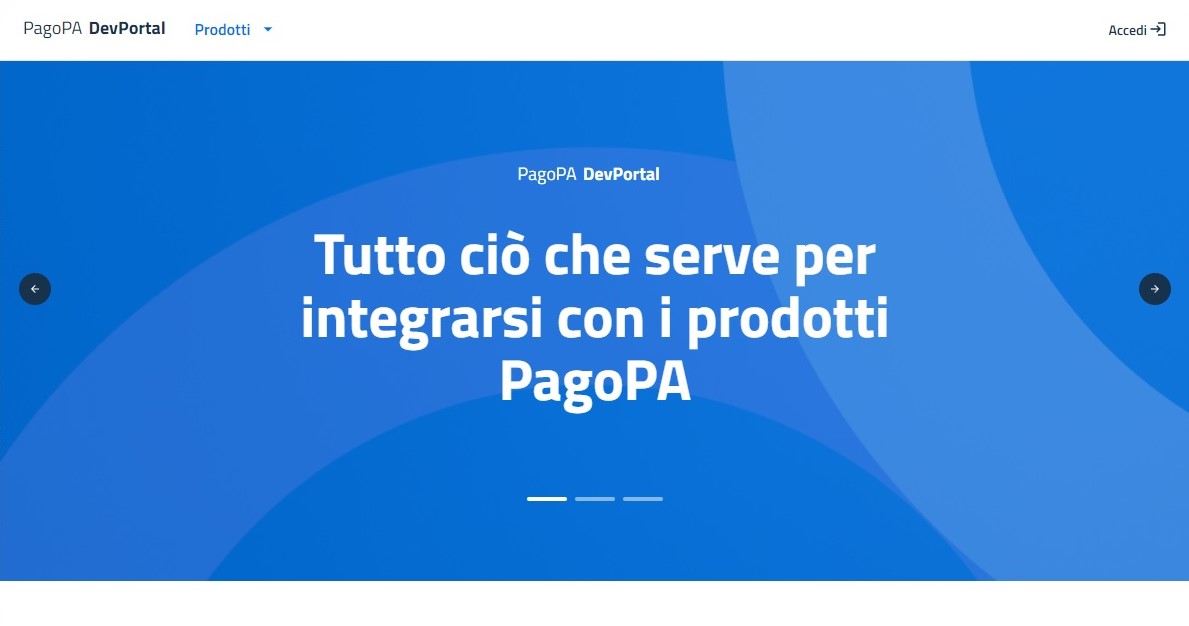 PagoPA DevPortal
Prodotti
Accedi
PagoPA DevPortal
Tutto ciò che serve per
integrarsi con i prodotti
PagoPA